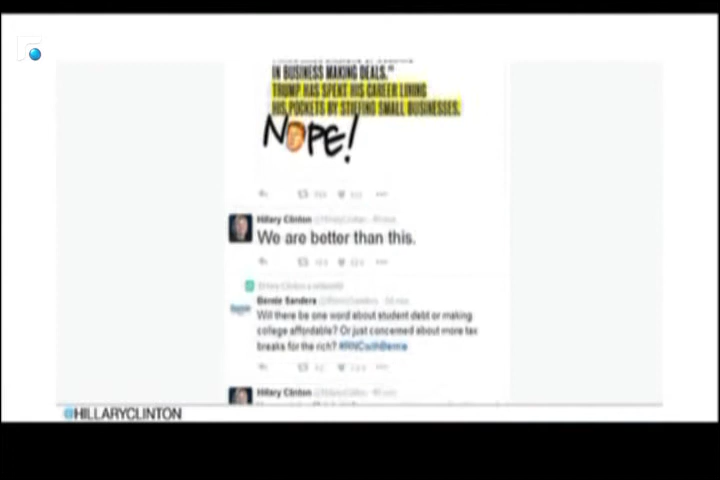 IN BUSINESS MAKING DEALS."
TRUMP HAS SPENT HIS CAREER LINING
HIS POCKETS BY STIFFING SMALL BUSINESSES.
NOPE!
Hillary Clinton
We are better than this.
Bernie Sanders
Will there be one word about student debt or making
college affordable? Or just concerned about more tax
breaks for the rich? #RNCwithBernie
Hillary Clinton
@HILLARYCLINTON